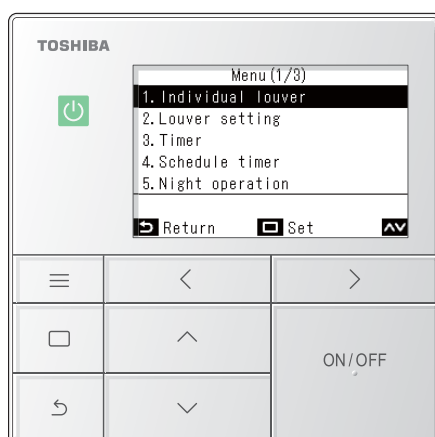 TOSHIBA
Menu(1/3)
1. Individual louver
2. Louver setting
3. Timer
4. Schedule timer
5. Night operation
Return Set
ON/OFF